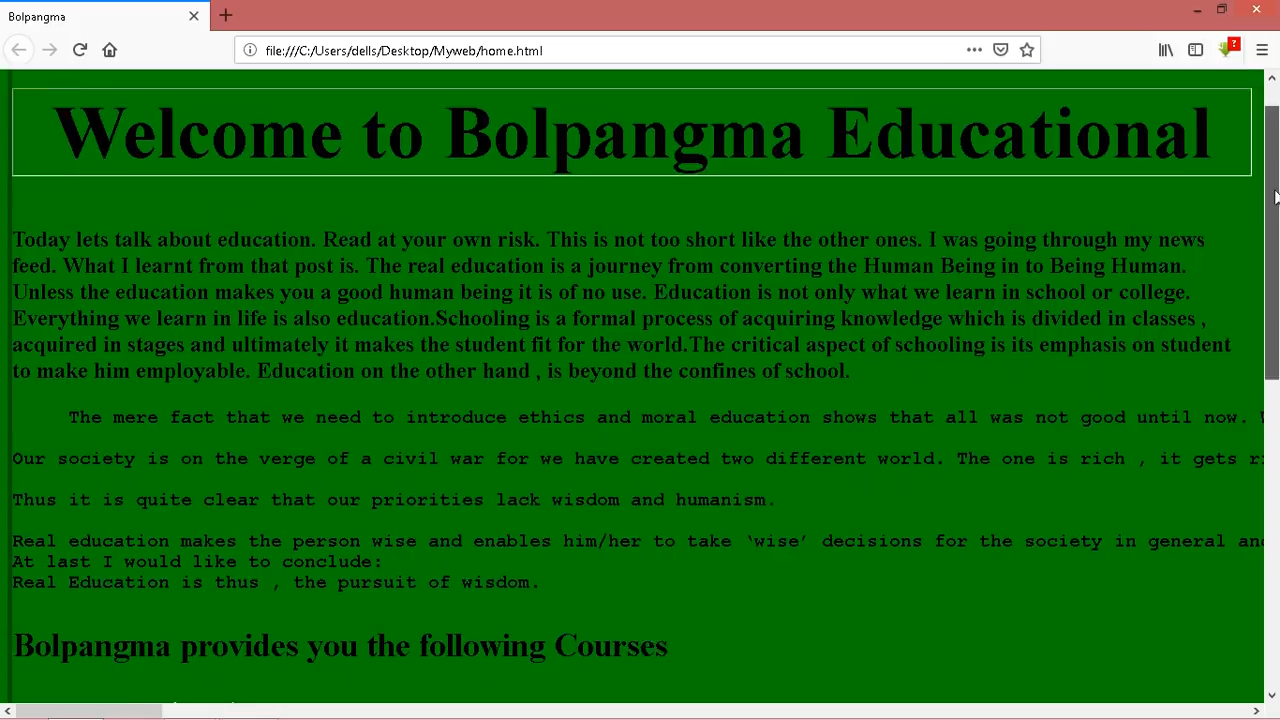 Bolpangma
file:///C:/Users/dells/Desktop/Myweb/home.html
Welcome to Bolpangma Educational
Today lets talk about education. Read at your own risk. This is not too short like the other ones. I was going through my news
feed. What I learnt from that post is. The real education is a journey from converting the Human Being in to Being Human.
Unless the education makes you a good human being it is of no use. Education is not only what we learn in school or college.
Everything we learn in life is also education.Schooling is a formal process of acquiring knowledge which is divided in classes ,
acquired in stages and ultimately it makes the student fit for the world.The critical aspect of schooling is its emphasis on student
to make him employable. Education on the other hand , is beyond the confines of school.
The mere fact that we need to introduce ethics and moral education shows that all was not good until now.
Our society is on the verge of a civil war for we have created two different world. The one is rich , it gets
Thus it is quite clear that our priorities lack wisdom and humanism.
Real education makes the person wise and enables him/her to take ‘wise’ decisions for the society in general
At last I would like to conclude:
Real Education is thus , the pursuit of wisdom.
Bolpangma provides you the following Courses